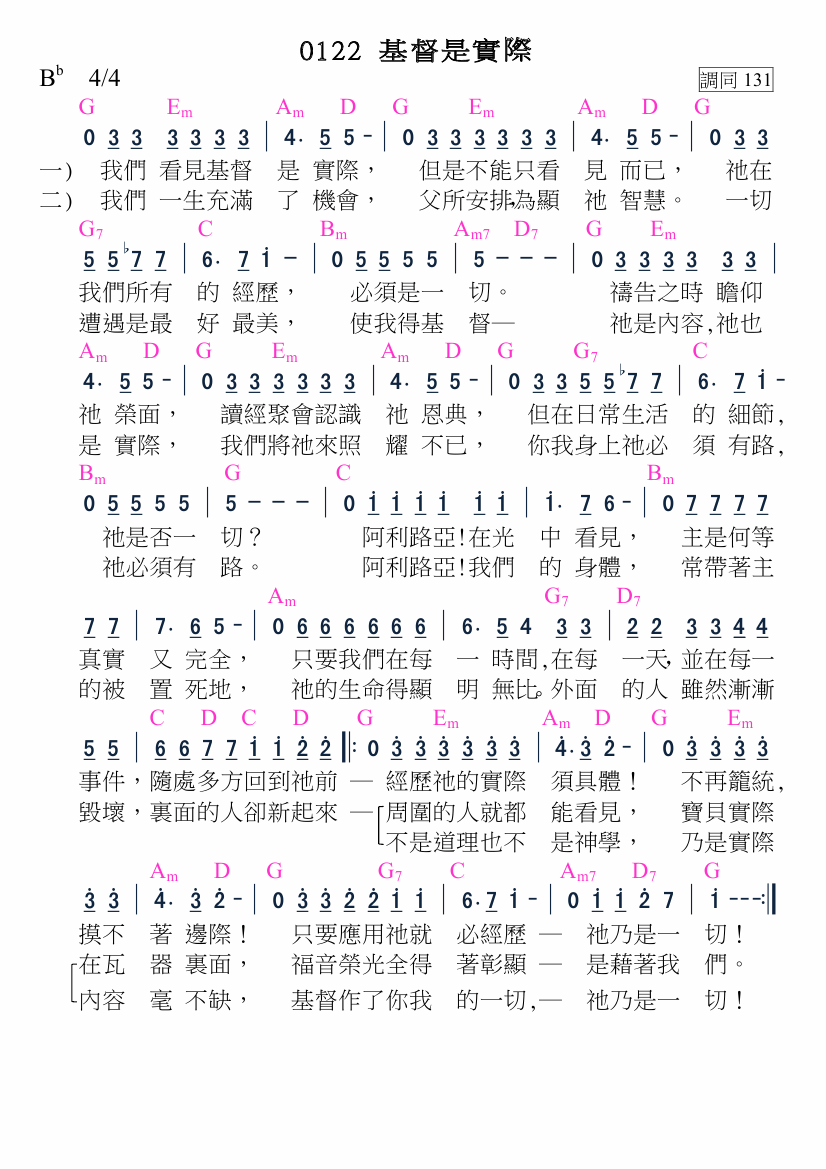 0122 基督是實際
B♭ 4/4 調同 131
G Em Am D G Em Am D G
0 3 3 3 3 3 3 | 4. 5 5 - | 0 3 3 3 3 3 3 | 4. 5 5 - | 0 3 3
一) 我們 看見基督 是 實際， 但是不能只看 見 而已， 祂在
二) 我們 一生充滿 了 機會， 父所安排,為顯 祂 智慧。 一切
G7 C Bm Am7 D7 G Em
5 5 ♭7 7 | 6. 7 i - | 0 5 5 5 5 | 5 - - - | 0 3 3 3 3 3 3 |
我們所有 的 經歷， 必須是一 切。 禱告之時 瞻仰
遭遇是最 好 最美， 使我得基 督— 祂是內容,祂也
Am D G Em Am D G G7 C
4. 5 5 - | 0 3 3 3 3 3 3 | 4. 5 5 - | 0 3 3 5 5 ♭7 7 | 6. 7 i -
祂 榮面， 讀經聚會認識 祂 恩典， 但在日常生活 的 細節,
是 實際， 我們將祂來照 耀 不已， 你我身上祂必 須 有路,
Bm G C Bm
0 5 5 5 5 | 5 - - - | 0 i i i i i i | i. 7 6 - | 0 7 7 7 7
祂是否一 切？ 阿利路亞!在光 中 看見， 主是何等
祂必須有 路。 阿利路亞!我們 的 身體， 常帶著主
Am G7 D7
7 7 | 7. 6 5 - | 0 6 6 6 6 6 6 | 6. 5 4 3 3 | 2 2 3 3 4 4
真實 又 完全， 只要我們在每 一 時間,在每 一天,並在每一
的被 置 死地， 祂的生命得顯 明 無比。外面 的人 雖然漸漸
C D C D G Em Am D G Em
5 5 | 6 6 7 7 i i 2̇ 2̇ ‖: 0 3̇ 3̇ 3̇ 3̇ 3̇ 3̇ | 4̇. 3̇ 2̇ - | 0 3̇ 3̇ 3̇ 3̇
事件，隨處多方回到祂前 — 經歷祂的實際 須具體！ 不再籠統,
毀壞，裏面的人卻新起來 — 周圍的人就都 能看見， 寶貝實際
不是道理也不 是神學， 乃是實際
Am D G G7 C Am7 D7 G
3̇ 3̇ | 4̇. 3̇ 2̇ - | 0 3̇ 3̇ 2̇ 2̇ i i | 6. 7 i - | 0 i i 2̇ 7 | i - - - :‖
摸不 著 邊際！ 只要應用祂就 必經歷 — 祂乃是一 切！
在瓦 器 裏面， 福音榮光全得 著彰顯 — 是藉著我 們。
內容 毫 不缺， 基督作了你我 的一切,— 祂乃是一 切！